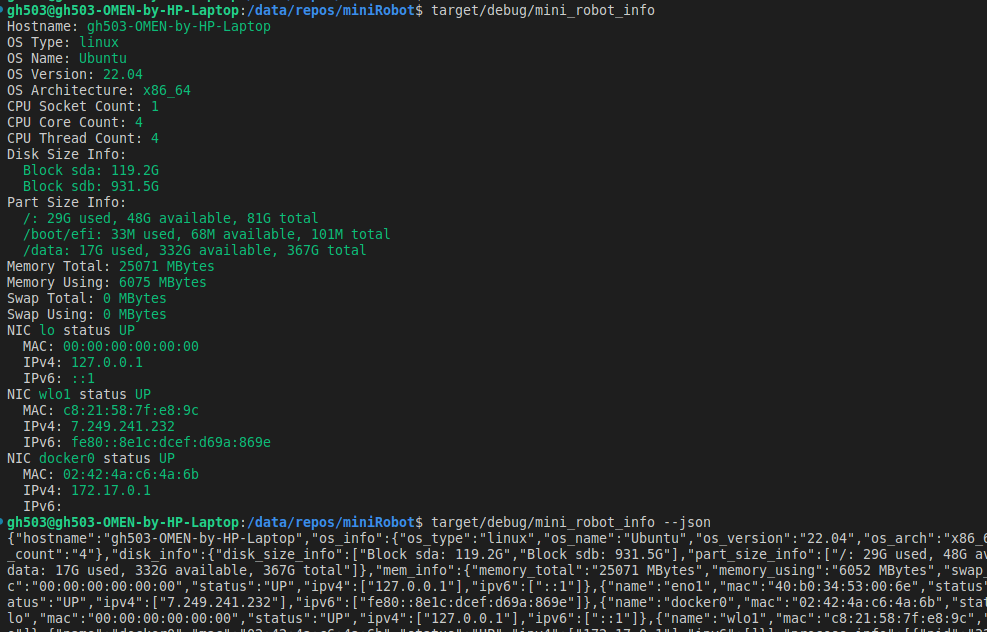 gh503@gh503-OMEN-by-HP-Laptop:/data/repos/miniRobot$ target/debug/mini_robot_info
Hostname: gh503-OMEN-by-HP-Laptop
OS Type: linux
OS Name: Ubuntu
OS Version: 22.04
OS Architecture: x86_64
CPU Socket Count: 1
CPU Core Count: 4
CPU Thread Count: 4
Disk Size Info:
  Block sda: 119.2G
  Block sdb: 931.5G
Part Size Info:
  /: 29G used, 48G available, 81G total
  /boot/efi: 33M used, 68M available, 101M total
  /data: 17G used, 332G available, 367G total
Memory Total: 25071 MBytes
Memory Using: 6075 MBytes
Swap Total: 0 MBytes
Swap Using: 0 MBytes
NIC lo status UP
  MAC: 00:00:00:00:00:00
  IPv4: 127.0.0.1
  IPv6: ::1
NIC wlo1 status UP
  MAC: c8:21:58:7f:e8:9c
  IPv4: 7.249.241.232
  IPv6: fe80::8e1c:dcef:d69a:869e
NIC docker0 status UP
  MAC: 02:42:4a:c6:4a:6b
  IPv4: 172.17.0.1
  IPv6:
gh503@gh503-OMEN-by-HP-Laptop:/data/repos/miniRobot$ target/debug/mini_robot_info --json
{"hostname":"gh503-OMEN-by-HP-Laptop","os_info":{"os_type":"linux","os_name":"Ubuntu","os_version":"22.04","os_arch":"x86_6
_count":"4"},"disk_info":{"disk_size_info":["Block sda: 119.2G","Block sdb: 931.5G"],"part_size_info":["/: 29G used, 48G av
data: 17G used, 332G available, 367G total"]},"mem_info":{"memory_total":"25071 MBytes","memory_using":"6052 MBytes","swap_
c":"00:00:00:00:00:00","status":"UP","ipv4":["127.0.0.1"],"ipv6":["::1"]},{"name":"eno1","mac":"40:b0:34:53:00:6e","status"
atus":"UP","ipv4":["7.249.241.232"],"ipv6":["fe80::8e1c:dcef:d69a:869e"]},{"name":"docker0","mac":"02:42:4a:c6:4a:6b","stat
lo","mac":"00:00:00:00:00:00","status":"UP","ipv4":["127.0.0.1"],"ipv6":["::1"]},{"name":"wlo1","mac":"c8:21:58:7f:e8:9c","